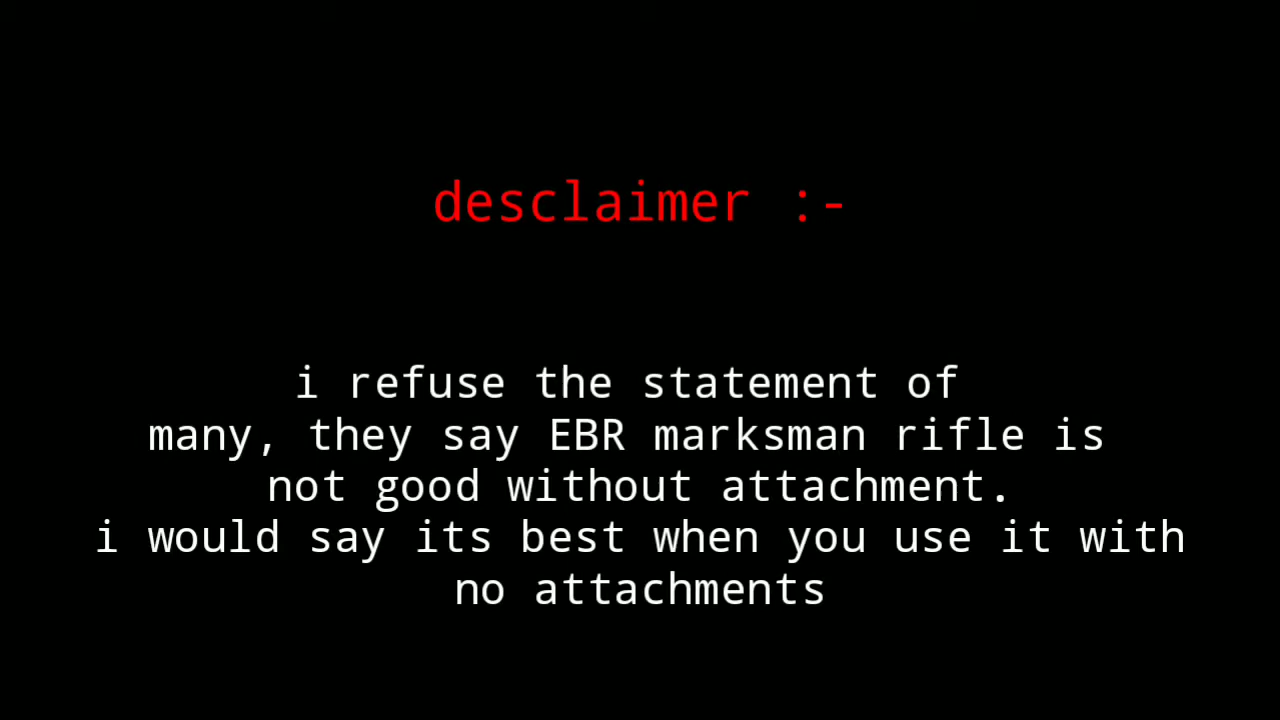 desclaimer :-
i refuse the statement of
many, they say EBR marksman rifle is
not good without attachment.
i would say its best when you use it with
no attachments